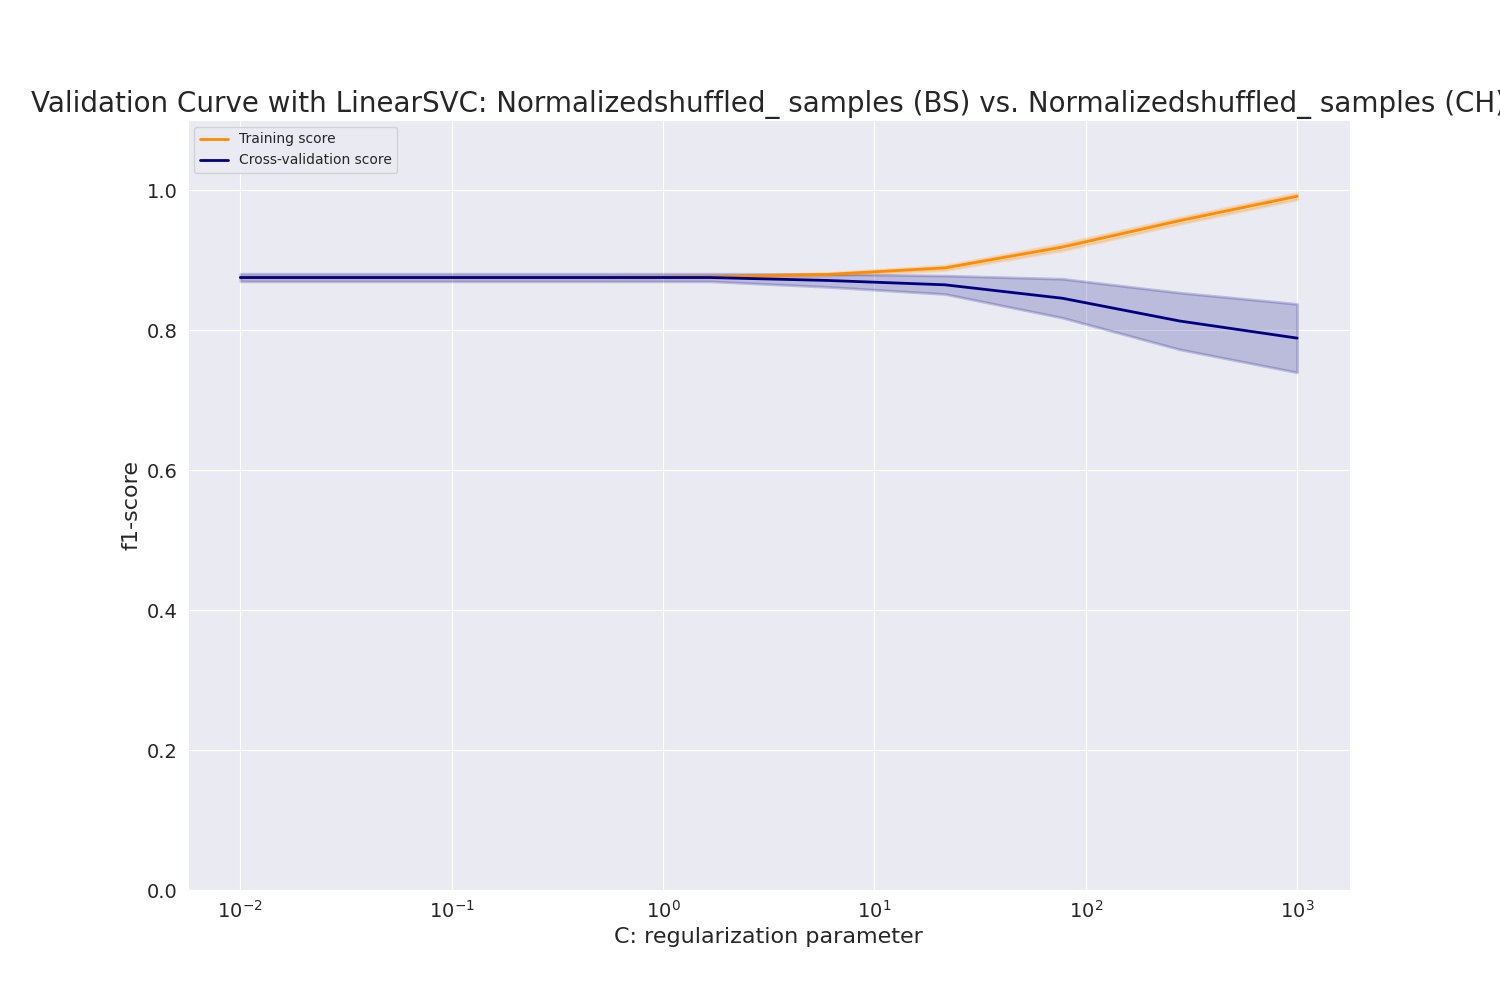 Validation Curve with LinearSVC: Normalizedshuffled_ samples (BS) vs. Normalizedshuffled_ samples (CH)
Training score
Cross-validation score
1.0
0.8
0.6
0.4
0.2
0.0
f1-score
10⁻² 10⁻¹ 10⁰ 10¹ 10² 10³
C: regularization parameter